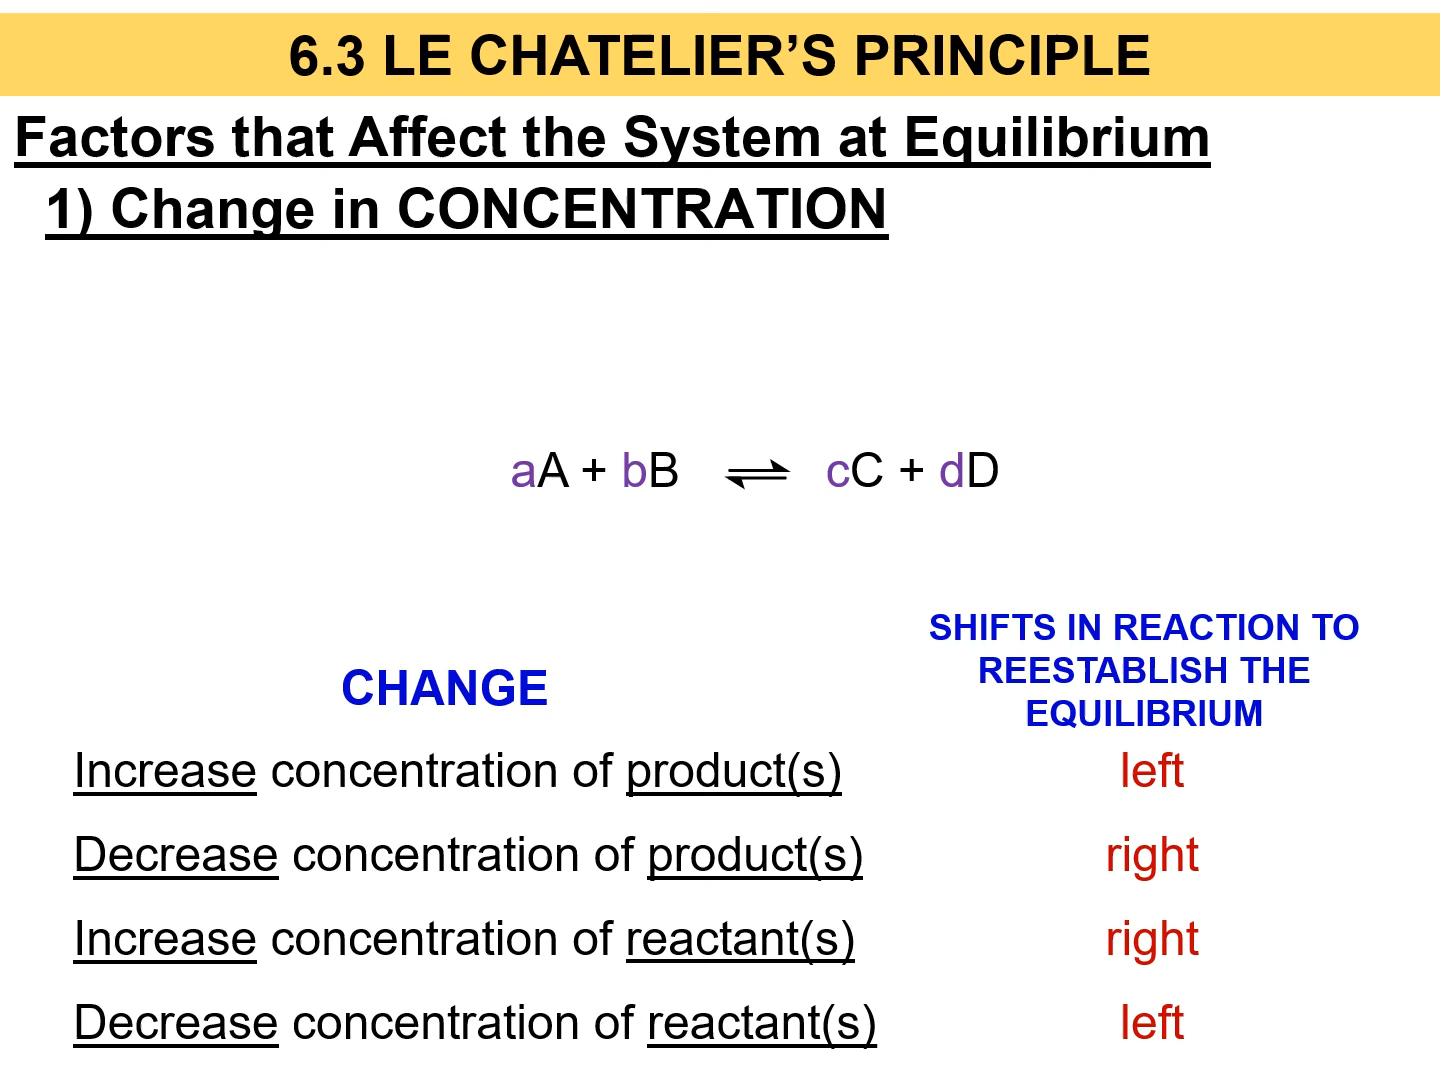 6.3 LE CHATELIER’S PRINCIPLE
Factors that Affect the System at Equilibrium
1) Change in CONCENTRATION
aA + bB ⇌ cC + dD
CHANGE
SHIFTS IN REACTION TO
REESTABLISH THE
EQUILIBRIUM
Increase concentration of product(s) left
Decrease concentration of product(s) right
Increase concentration of reactant(s) right
Decrease concentration of reactant(s) left